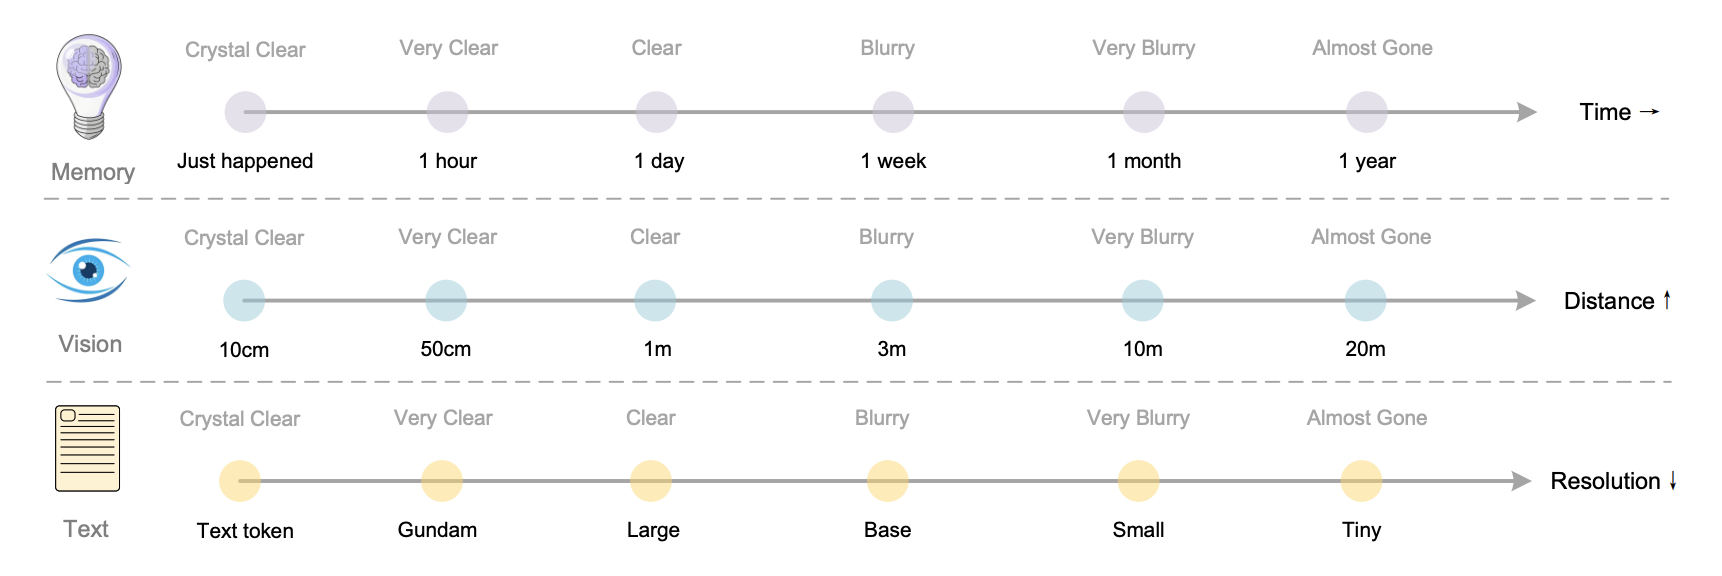 Crystal Clear Very Clear Clear Blurry Very Blurry Almost Gone
Time →
Just happened 1 hour 1 day 1 week 1 month 1 year
Memory
Crystal Clear Very Clear Clear Blurry Very Blurry Almost Gone
Distance ↑
Vision
10cm 50cm 1m 3m 10m 20m
Crystal Clear Very Clear Clear Blurry Very Blurry Almost Gone
Resolution ↓
Text
Text token Gundam Large Base Small Tiny